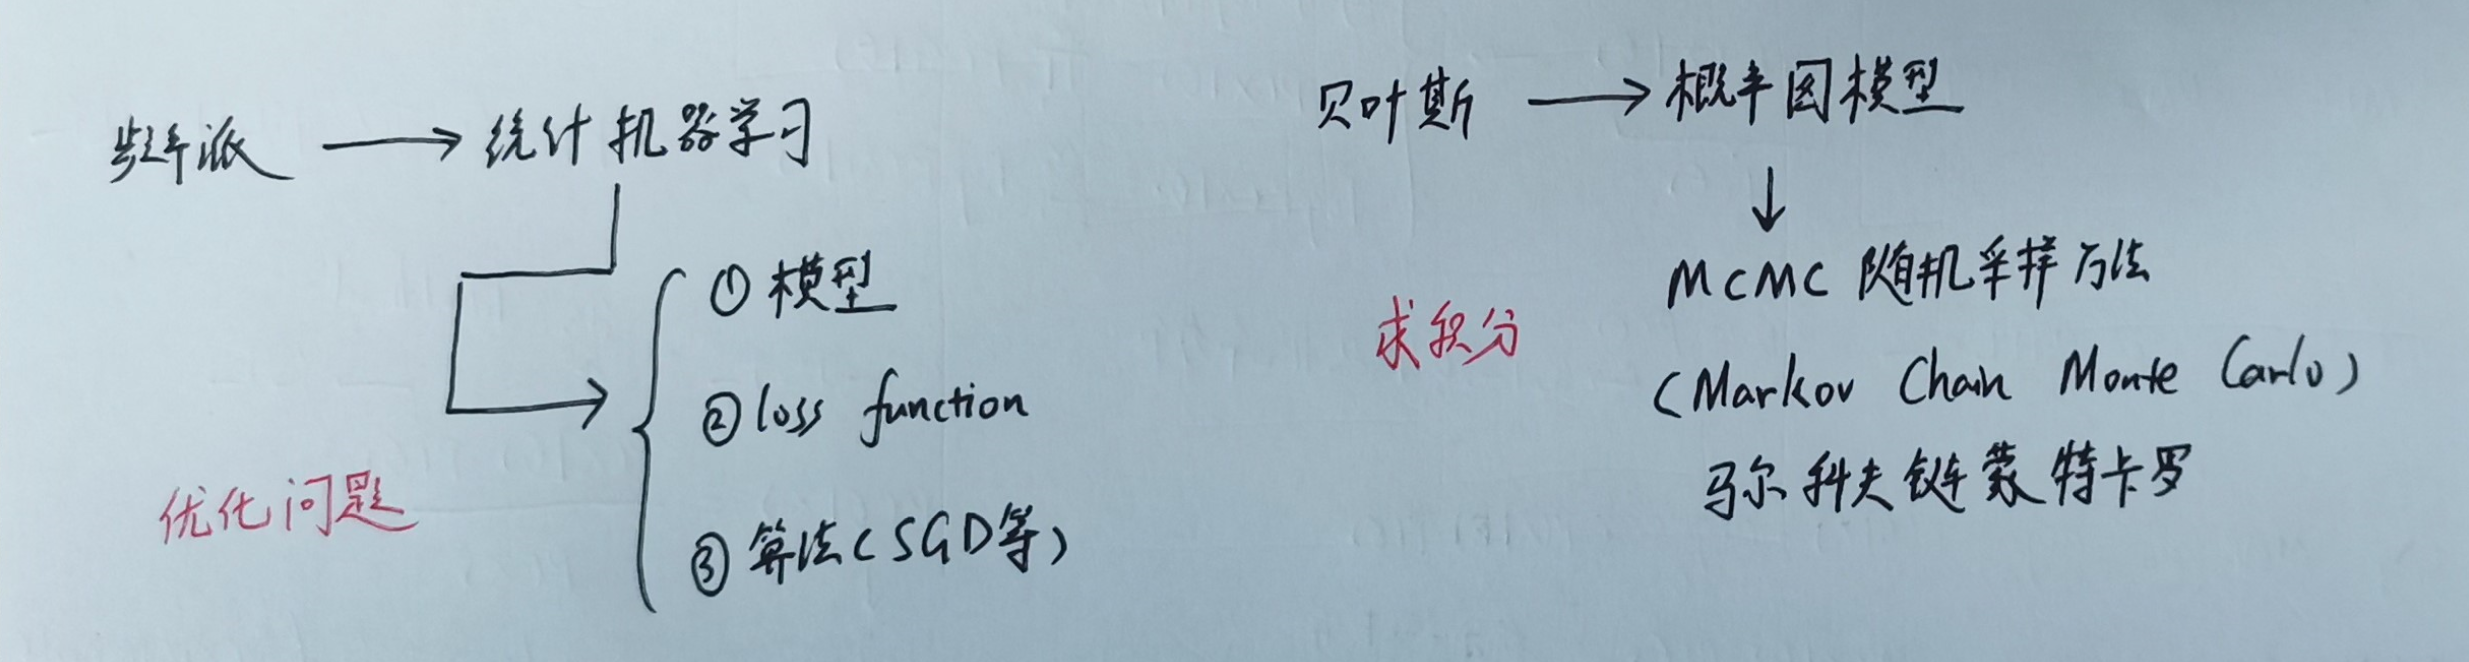 频率派 → 统计机器学习
① 模型
② loss function
③ 算法(SGD等)
优化问题
贝叶斯 → 概率图模型
↓
MCMC 随机采样方法
(Markov Chain Monte Carlo)
马尔科夫链蒙特卡罗
求积分